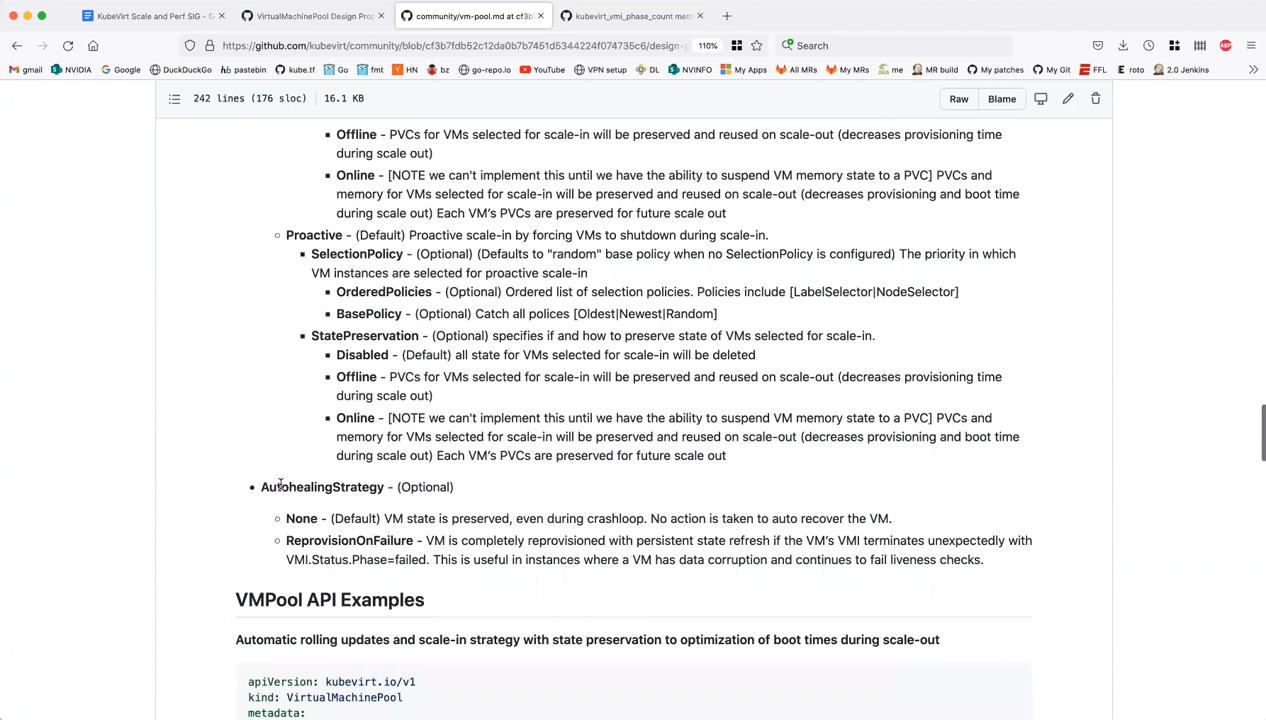 KubeVirt Scale and Perf SIG - G
VirtualMachinePool Design Prop
community/vm-pool.md at cf3b
kubevirt_vmi_phase_count metr
https://github.com/kubevirt/community/blob/cf3b7fdb52c12da0b7b7451d5344224f074735c6/design-p
110%
Search
gmail NVIDIA Google DuckDuckGo pastebin kube.tf Go fmt HN bz go-repo.io YouTube VPN setup DL NVINFO My Apps All MRs My MRs me MR build My patches My Git FFL roto 2.0 Jenkins
242 lines (176 sloc) 16.1 KB
Raw Blame
Offline - PVCs for VMs selected for scale-in will be preserved and reused on scale-out (decreases provisioning time
during scale out)
Online - [NOTE we can't implement this until we have the ability to suspend VM memory state to a PVC] PVCs and
memory for VMs selected for scale-in will be preserved and reused on scale-out (decreases provisioning and boot time
during scale out) Each VM's PVCs are preserved for future scale out
Proactive - (Default) Proactive scale-in by forcing VMs to shutdown during scale-in.
SelectionPolicy - (Optional) (Defaults to "random" base policy when no SelectionPolicy is configured) The priority in which
VM instances are selected for proactive scale-in
OrderedPolicies - (Optional) Ordered list of selection policies. Policies include [LabelSelector|NodeSelector]
BasePolicy - (Optional) Catch all polices [Oldest|Newest|Random]
StatePreservation - (Optional) specifies if and how to preserve state of VMs selected for scale-in.
Disabled - (Default) all state for VMs selected for scale-in will be deleted
Offline - PVCs for VMs selected for scale-in will be preserved and reused on scale-out (decreases provisioning time
during scale out)
Online - [NOTE we can't implement this until we have the ability to suspend VM memory state to a PVC] PVCs and
memory for VMs selected for scale-in will be preserved and reused on scale-out (decreases provisioning and boot time
during scale out) Each VM's PVCs are preserved for future scale out
AutohealingStrategy - (Optional)
None - (Default) VM state is preserved, even during crashloop. No action is taken to auto recover the VM.
ReprovisionOnFailure - VM is completely reprovisioned with persistent state refresh if the VM's VMI terminates unexpectedly with
VMI.Status.Phase=failed. This is useful in instances where a VM has data corruption and continues to fail liveness checks.
VMPool API Examples
Automatic rolling updates and scale-in strategy with state preservation to optimization of boot times during scale-out
apiVersion: kubevirt.io/v1
kind: VirtualMachinePool
metadata: